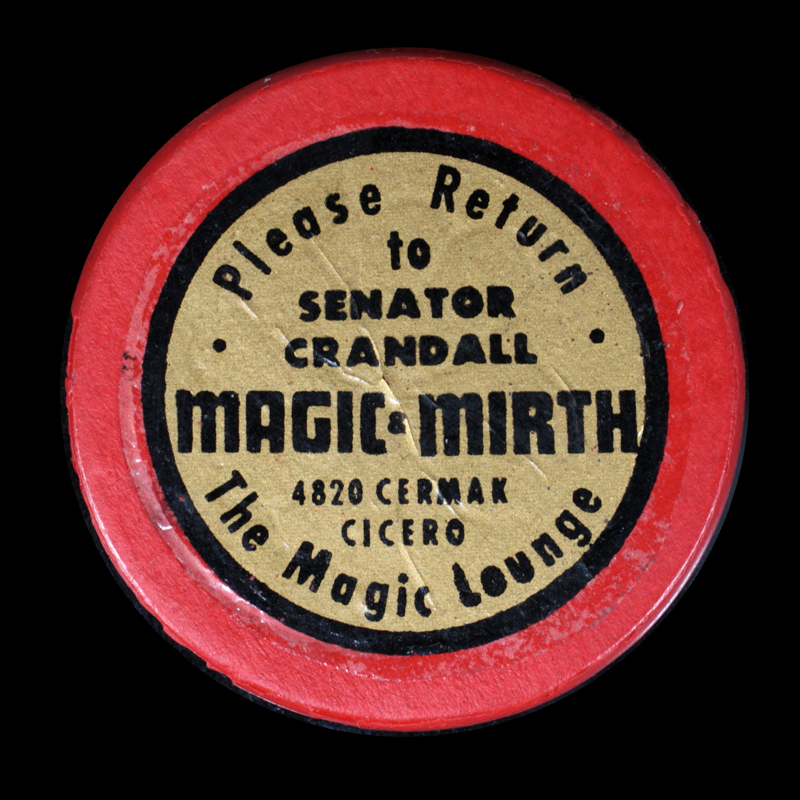 Please Return
to
SENATOR
CRANDALL
MAGIC & MIRTH
4820 CERMAK
CICERO
The Magic Lounge